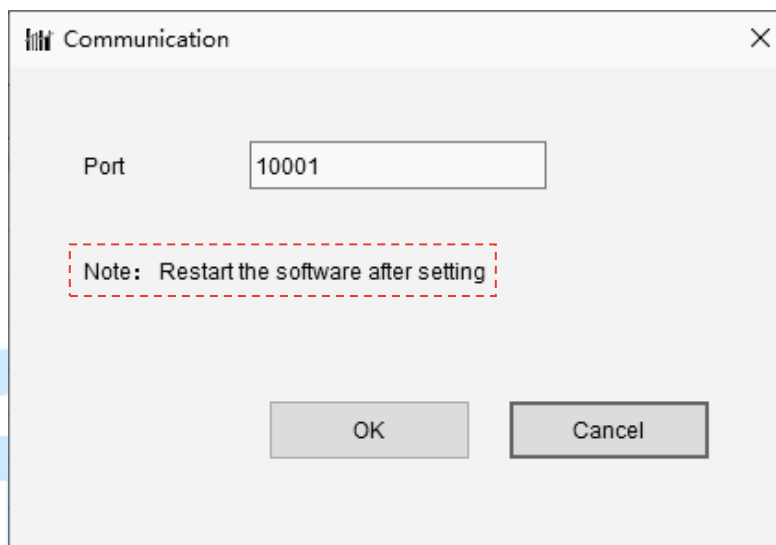 Communication
Port 10001
Note： Restart the software after setting
OK Cancel